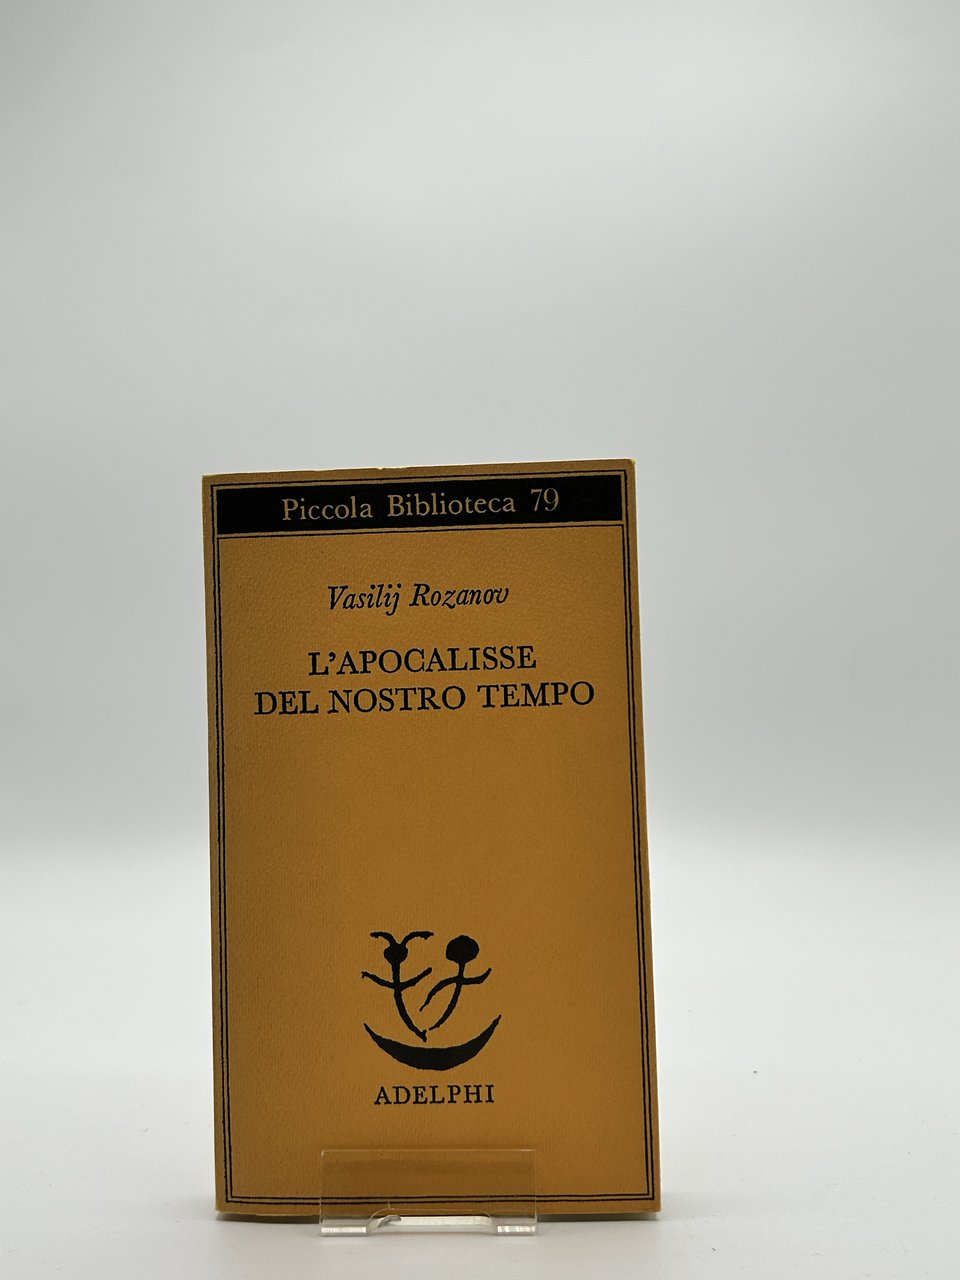 Piccola Biblioteca 79
Vasilij Rozanov
L'APOCALISSE
DEL NOSTRO TEMPO
ADELPHI